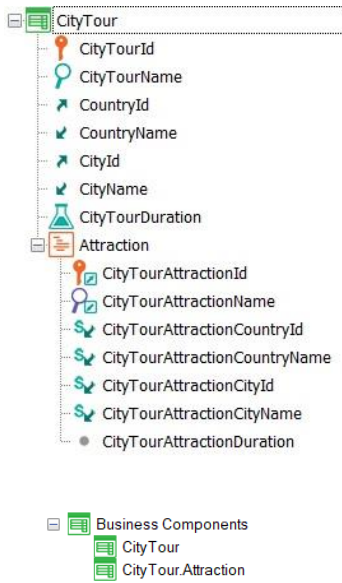 CityTour
CityTourId
CityTourName
CountryId
CountryName
CityId
CityName
CityTourDuration
Attraction
CityTourAttractionId
CityTourAttractionName
CityTourAttractionCountryId
CityTourAttractionCountryName
CityTourAttractionCityId
CityTourAttractionCityName
CityTourAttractionDuration
Business Components
CityTour
CityTour.Attraction